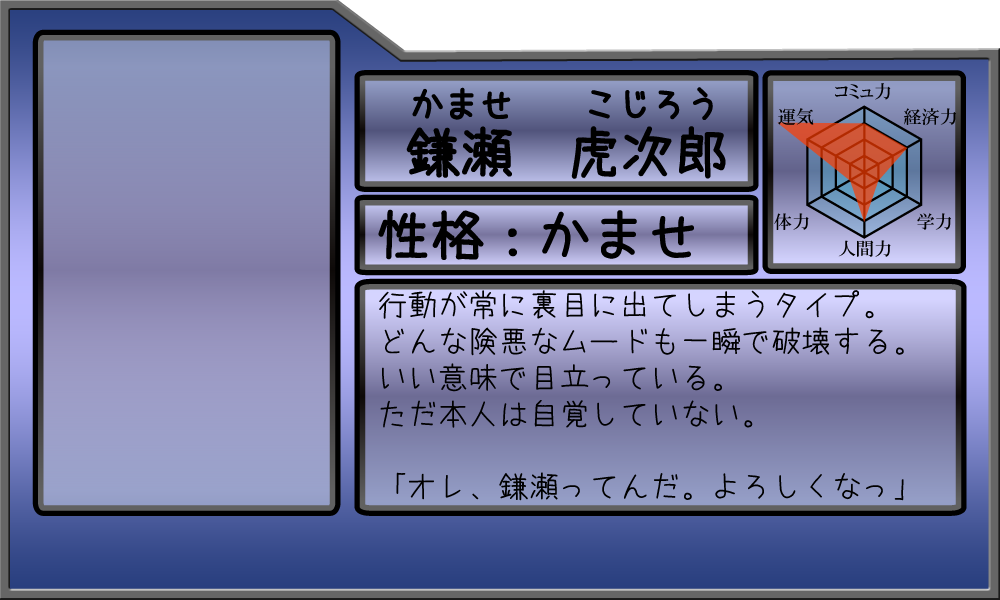 かませ　こじろう
鎌瀬　虎次郎
性格：かませ
コミュ力
運気
経済力
体力
学力
人間力
行動が常に裏目に出てしまうタイプ。
どんな険悪なムードも一瞬で破壊する。
いい意味で目立っている。
ただ本人は自覚していない。
「オレ、鎌瀬ってんだ。よろしくなっ」